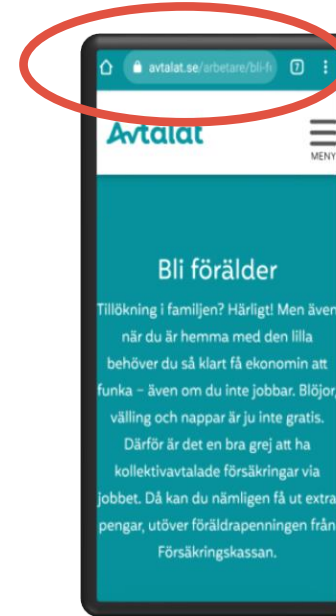 avtalat.se/arbetare/bli-f
7
Avtalat
MENY
Bli förälder
Tillökning i familjen? Härligt! Men även
när du är hemma med den lilla
behöver du så klart få ekonomin att
funka – även om du inte jobbar. Blöjor,
välling och nappar är ju inte gratis.
Därför är det en bra grej att ha
kollektivavtalade försäkringar via
jobbet. Då kan du nämligen få ut extra
pengar, utöver föräldrapenningen från
Försäkringskassan.